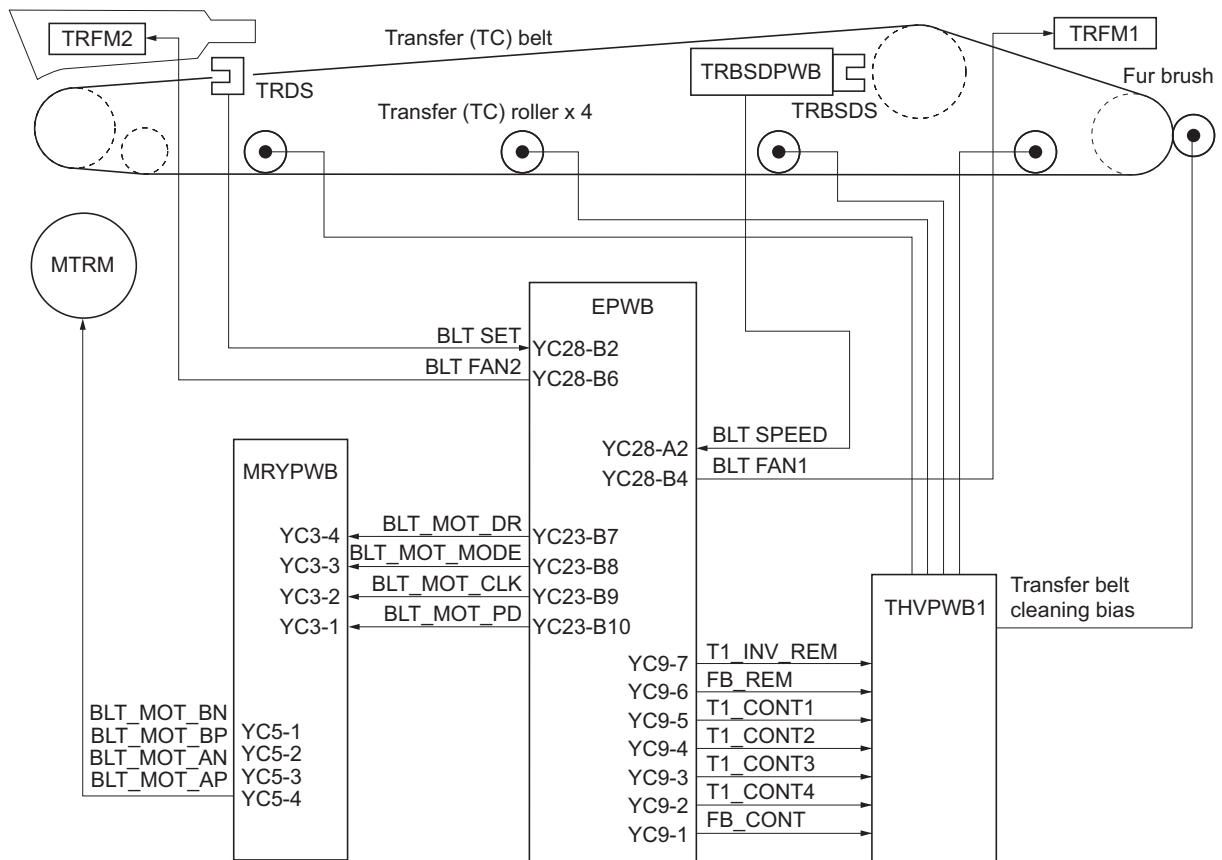 TRFM2
Transfer (TC) belt
TRFM1
TRBSDPWB
Fur brush
TRDS
TRBSDS
Transfer (TC) roller x 4
MTRM
EPWB
BLT SET
YC28-B2
BLT FAN2
YC28-B6
YC28-A2
BLT SPEED
YC28-B4
BLT FAN1
MRYPWB
YC3-4
BLT_MOT_DR
YC23-B7
YC3-3
BLT_MOT_MODE
YC23-B8
YC3-2
BLT_MOT_CLK
YC23-B9
YC3-1
BLT_MOT_PD
YC23-B10
THVPWB1
Transfer belt
cleaning bias
YC9-7
T1_INV_REM
YC9-6
FB_REM
YC9-5
T1_CONT1
YC9-4
T1_CONT2
YC9-3
T1_CONT3
YC9-2
T1_CONT4
YC9-1
FB_CONT
BLT_MOT_BN
YC5-1
BLT_MOT_BP
YC5-2
BLT_MOT_AN
YC5-3
BLT_MOT_AP
YC5-4